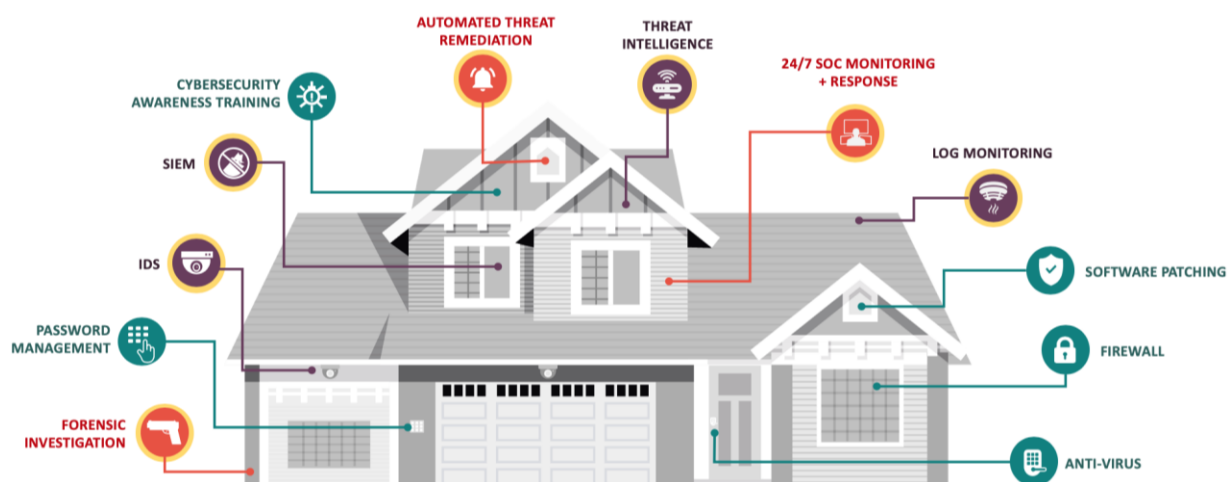 AUTOMATED THREAT
REMEDIATION
THREAT
INTELLIGENCE
24/7 SOC MONITORING
+ RESPONSE
CYBERSECURITY
AWARENESS TRAINING
SIEM
LOG MONITORING
IDS
SOFTWARE PATCHING
PASSWORD
MANAGEMENT
FIREWALL
FORENSIC
INVESTIGATION
ANTI-VIRUS